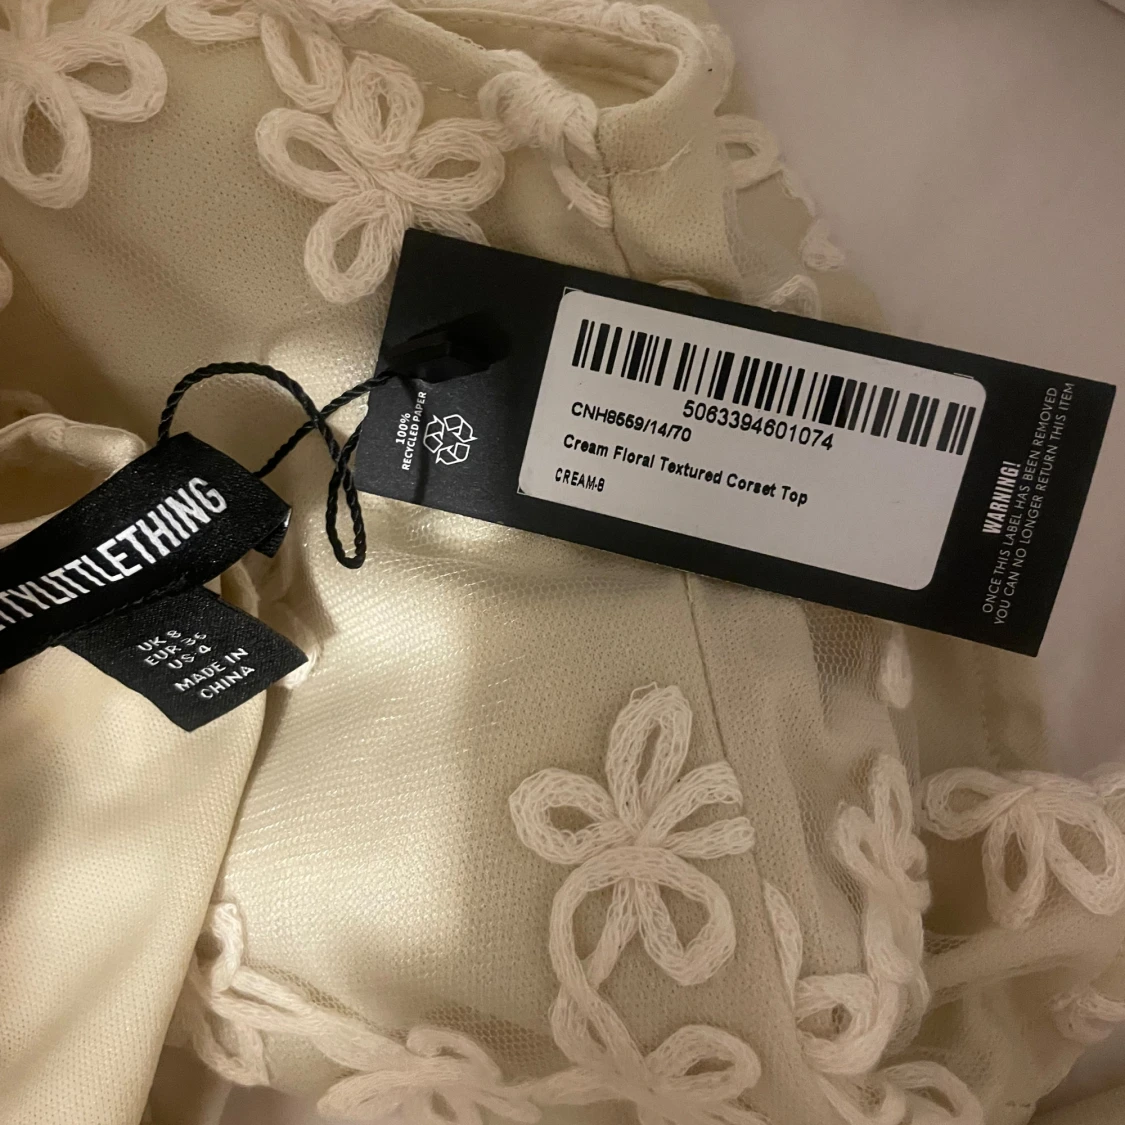 100%
RECYCLED PAPER
5063394601074
CNH8559/14/70
Cream Floral Textured Corset Top
CREAM-8
WARNING!
ONCE THIS LABEL HAS BEEN REMOVED
YOU CAN NO LONGER RETURN THIS ITEM
TTYLITTLETHING
UK 8
EUR 36
US 4
MADE IN
CHINA